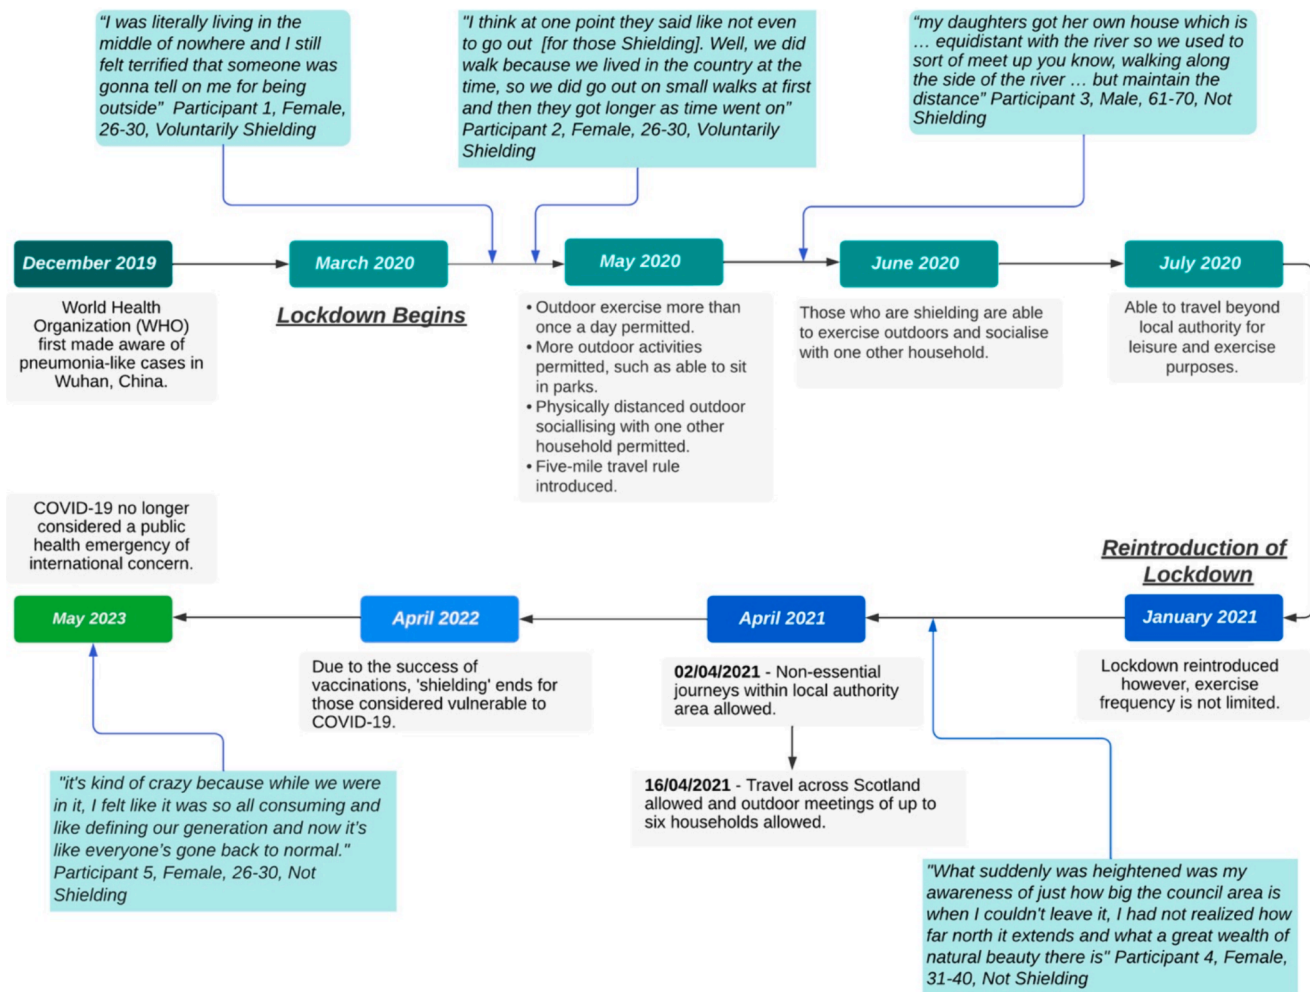 "I was literally living in the
middle of nowhere and I still
felt terrified that someone was
gonna tell on me for being
outside”  Participant 1, Female,
26-30, Voluntarily Shielding
"I think at one point they said like not even
to go out  [for those Shielding]. Well, we did
walk because we lived in the country at the
time, so we did go out on small walks at first
and then they got longer as time went on”
Participant 2, Female, 26-30, Voluntarily
Shielding
“my daughters got her own house which is
… equidistant with the river so we used to
sort of meet up you know, walking along
the side of the river … but maintain the
distance” Participant 3, Male, 61-70, Not
Shielding
December 2019
March 2020
May 2020
June 2020
July 2020
World Health
Organization (WHO)
first made aware of
pneumonia-like cases in
Wuhan, China.
Lockdown Begins
• Outdoor exercise more than
once a day permitted.
• More outdoor activities
permitted, such as able to sit
in parks.
• Physically distanced outdoor
sociallising with one other
household permitted.
• Five-mile travel rule
introduced.
Those who are shielding are able
to exercise outdoors and socialise
with one other household.
Able to travel beyond
local authority for
leisure and exercise
purposes.
COVID-19 no longer
considered a public
health emergency of
international concern.
Reintroduction of
Lockdown
May 2023
April 2022
April 2021
January 2021
Due to the success of
vaccinations, 'shielding' ends for
those considered vulnerable to
COVID-19.
02/04/2021 - Non-essential
journeys within local authority
area allowed.
Lockdown reintroduced
however, exercise
frequency is not limited.
16/04/2021 - Travel across Scotland
allowed and outdoor meetings of up to
six households allowed.
"it's kind of crazy because while we were
in it, I felt like it was so all consuming and
like defining our generation and now it’s
like everyone’s gone back to normal."
Participant 5, Female, 26-30, Not
Shielding
"What suddenly was heightened was my
awareness of just how big the council area is
when I couldn't leave it, I had not realized how
far north it extends and what a great wealth of
natural beauty there is" Participant 4, Female,
31-40, Not Shielding